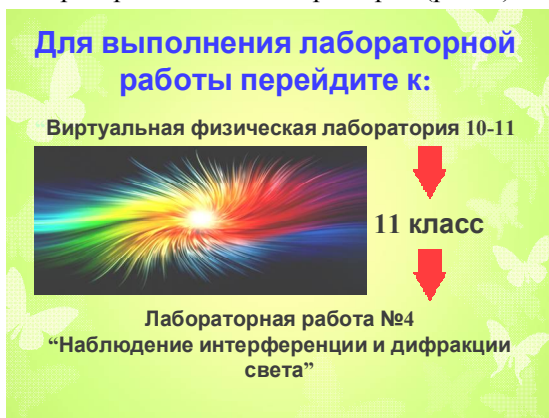 Для выполнения лабораторной
работы перейдите к:
Виртуальная физическая лаборатория 10-11
11 класс
Лабораторная работа №4
“Наблюдение интерференции и дифракции
света”